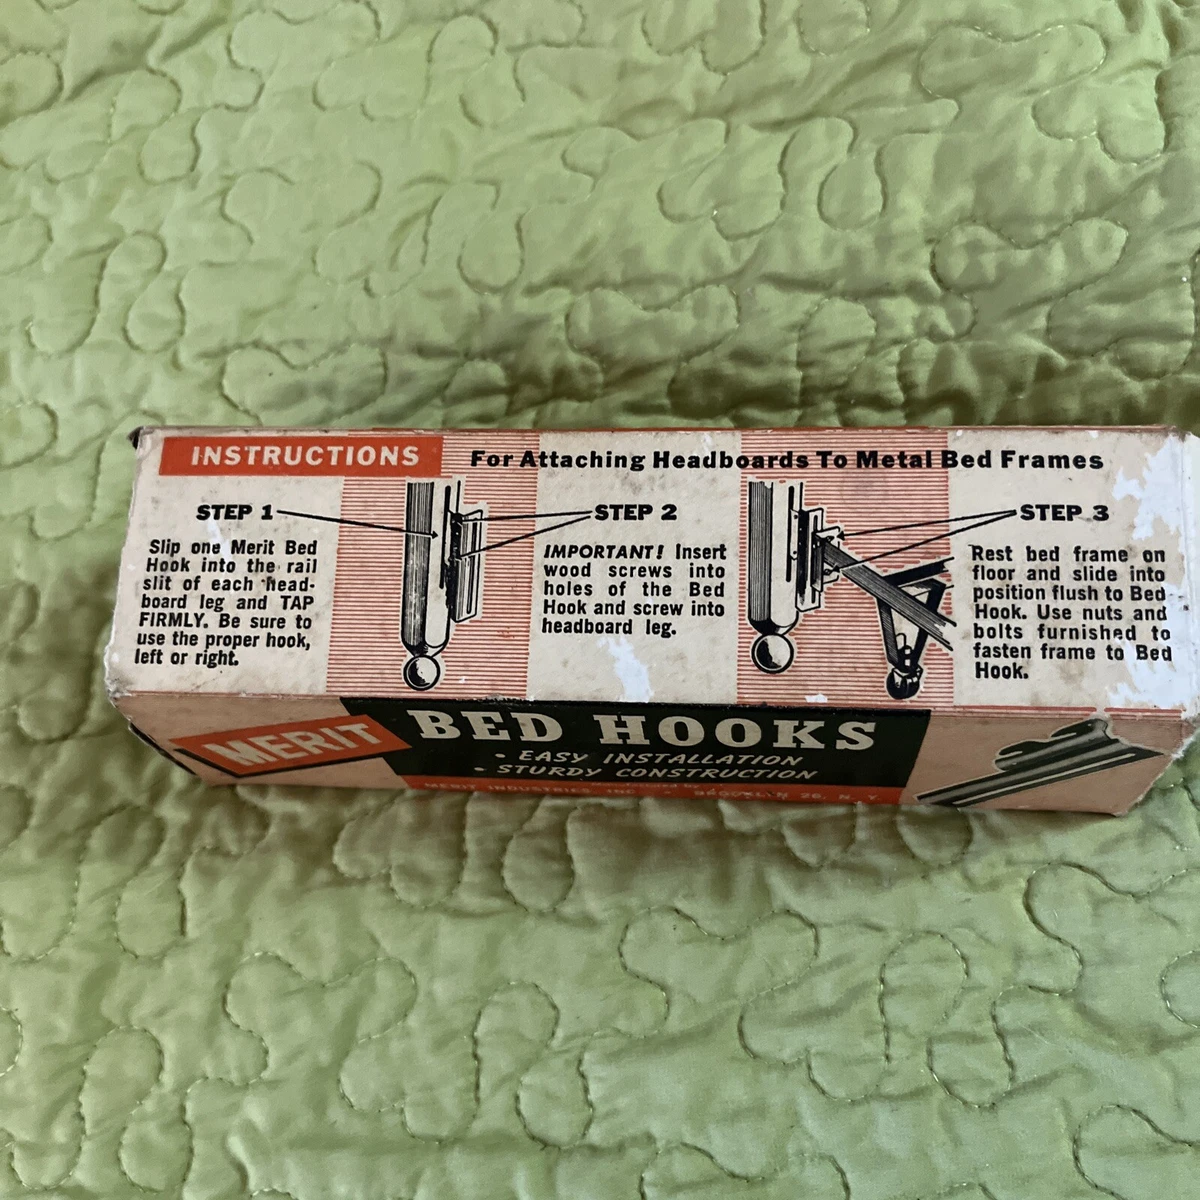 INSTRUCTIONS
For Attaching Headboards To Metal Bed Frames
STEP 1
Slip one Merit Bed
Hook into the rail
slit of each head-
board leg and TAP
FIRMLY. Be sure to
use the proper hook,
left or right.
STEP 2
IMPORTANT! Insert
wood screws into
holes of the Bed
Hook and screw into
headboard leg.
STEP 3
Rest bed frame on
floor and slide into
position flush to Bed
Hook. Use nuts and
bolts furnished to
fasten frame to Bed
Hook.
MERIT
BED HOOKS
• EASY INSTALLATION
• STURDY CONSTRUCTION
MERIT INDUSTRIES, INC. BROOKLYN 26, N. Y.